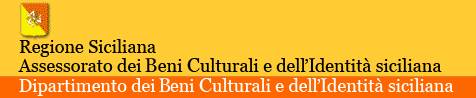 Regione Siciliana
Assessorato dei Beni Culturali e dell'Identità siciliana
Dipartimento dei Beni Culturali e dell'Identità siciliana